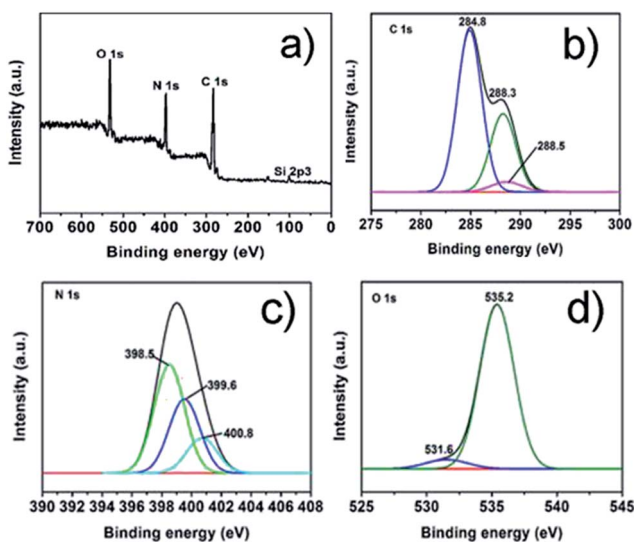 a)
O 1s
N 1s
C 1s
Si 2p3
Intensity (a.u.)
700 600 500 400 300 200 100 0
Binding energy (eV)
b)
C 1s
284.8
288.3
288.5
Intensity (a.u.)
275 280 285 290 295 300
Binding energy (eV)
c)
N 1s
398.5
399.6
400.8
Intensity (a.u.)
390 392 394 396 398 400 402 404 406 408
Binding energy (eV)
d)
O 1s
535.2
531.6
Intensity (a.u.)
525 530 535 540 545
Binding energy (eV)